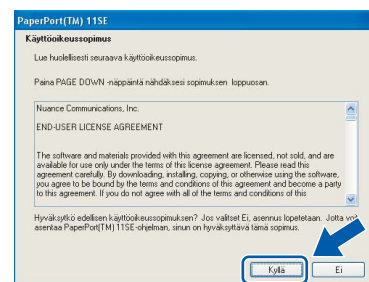 PaperPort(TM) 11SE
Käyttöoikeussopimus
Lue huolellisesti seuraava käyttöoikeussopimus.
Paina PAGE DOWN -näppäintä nähdäksesi sopimuksen loppuosan.
Nuance Communications, Inc.
END-USER LICENSE AGREEMENT
The software and materials provided with this agreement are licensed, not sold, and are
available for use only under the terms of this license agreement. Please read this
agreement carefully. By downloading, installing, copying, or otherwise using the software,
you agree to be bound by the terms and conditions of this agreement and become a party
to this agreement. If you do not agree with all of the terms and conditions of this
Hyväksytkö edellisen käyttöoikeussopimuksen? Jos valitset Ei, asennus lopetetaan. Jotta voit
asentaa PaperPort(TM) 11SE-ohjelman, sinun on hyväksyttävä tämä sopimus.
Kyllä
Ei